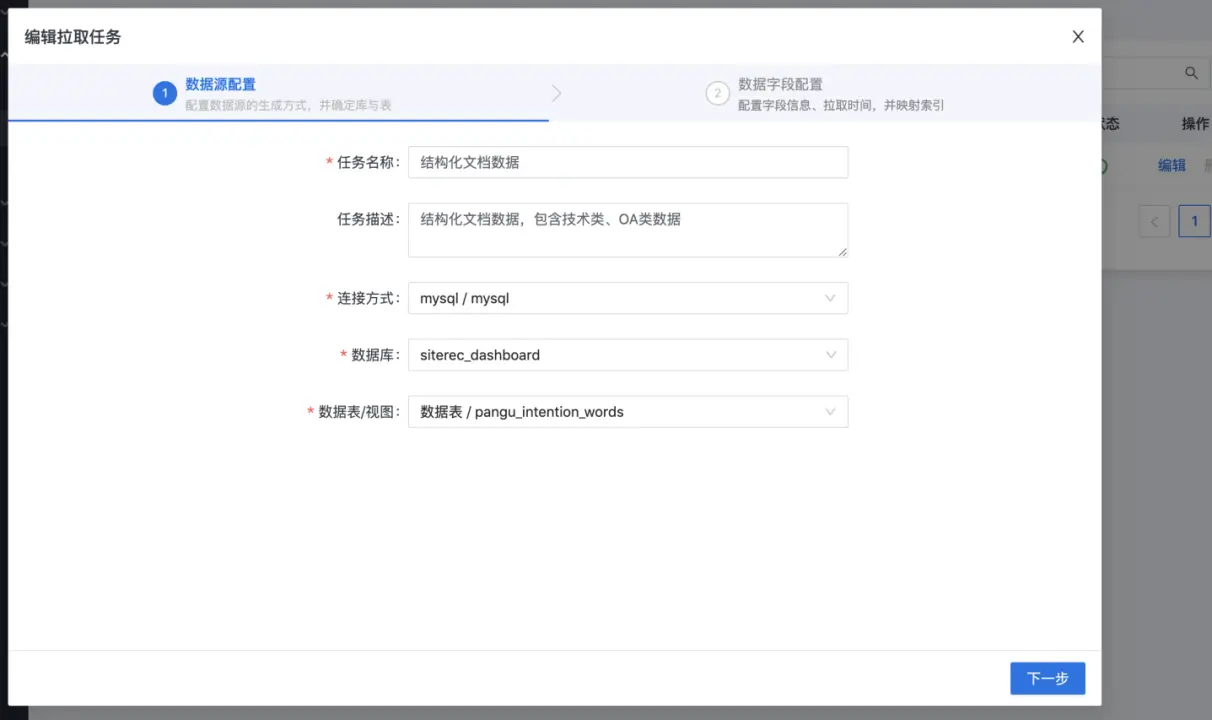 编辑拉取任务
1
数据源配置
配置数据源的生成方式，并确定库与表
2
数据字段配置
配置字段信息、拉取时间，并映射索引
* 任务名称：
结构化文档数据
任务描述：
结构化文档数据，包含技术类、OA类数据
* 连接方式：
mysql / mysql
* 数据库：
siterec_dashboard
* 数据表/视图：
数据表 / pangu_intention_words
下一步
操作
编辑
1